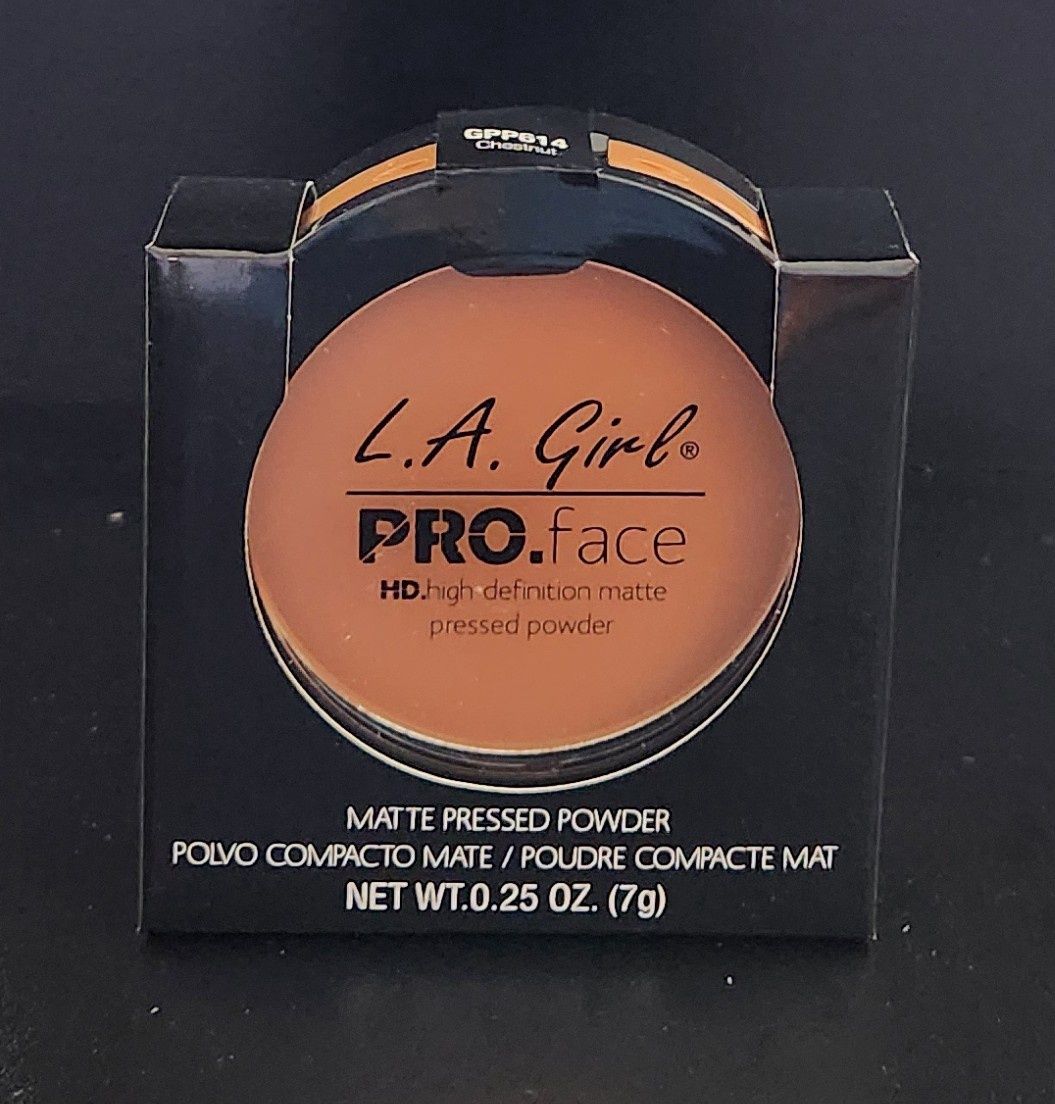 GPP614
Chestnut
L.A. Girl®
PRO.face
HD.high-definition matte
pressed powder
MATTE PRESSED POWDER
POLVO COMPACTO MATE / POUDRE COMPACTE MAT
NET WT.0.25 OZ. (7g)